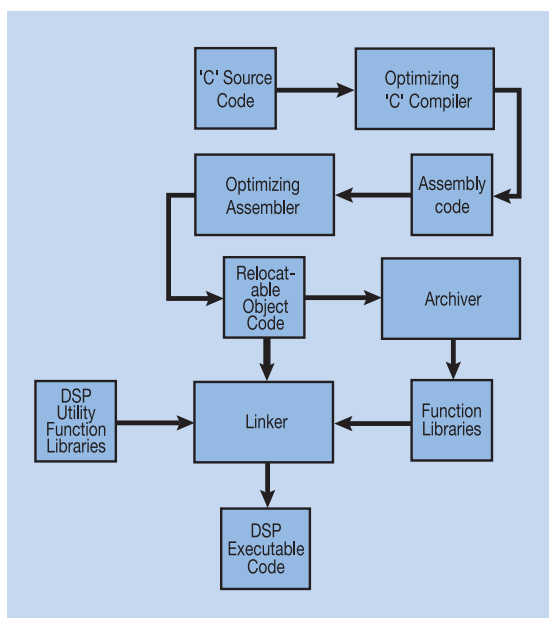 'C' Source
Code
Optimizing
'C' Compiler
Optimizing
Assembler
Assembly
code
Relocat-
able
Object
Code
Archiver
DSP
Utility
Function
Libraries
Linker
Function
Libraries
DSP
Executable
Code